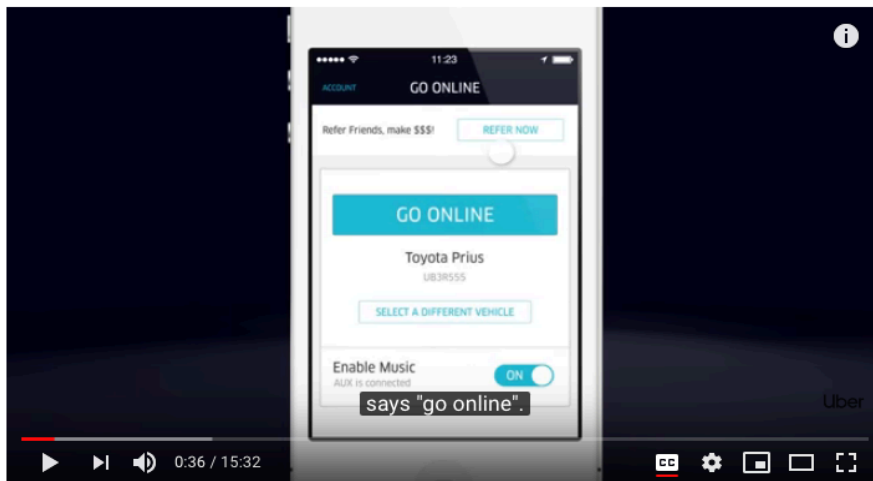 11:23
ACCOUNT GO ONLINE
Refer Friends, make $$$! REFER NOW
GO ONLINE
Toyota Prius
UB3R555
SELECT A DIFFERENT VEHICLE
Enable Music
AUX is connected
ON
says "go online".
Uber
0:36 / 15:32
CC